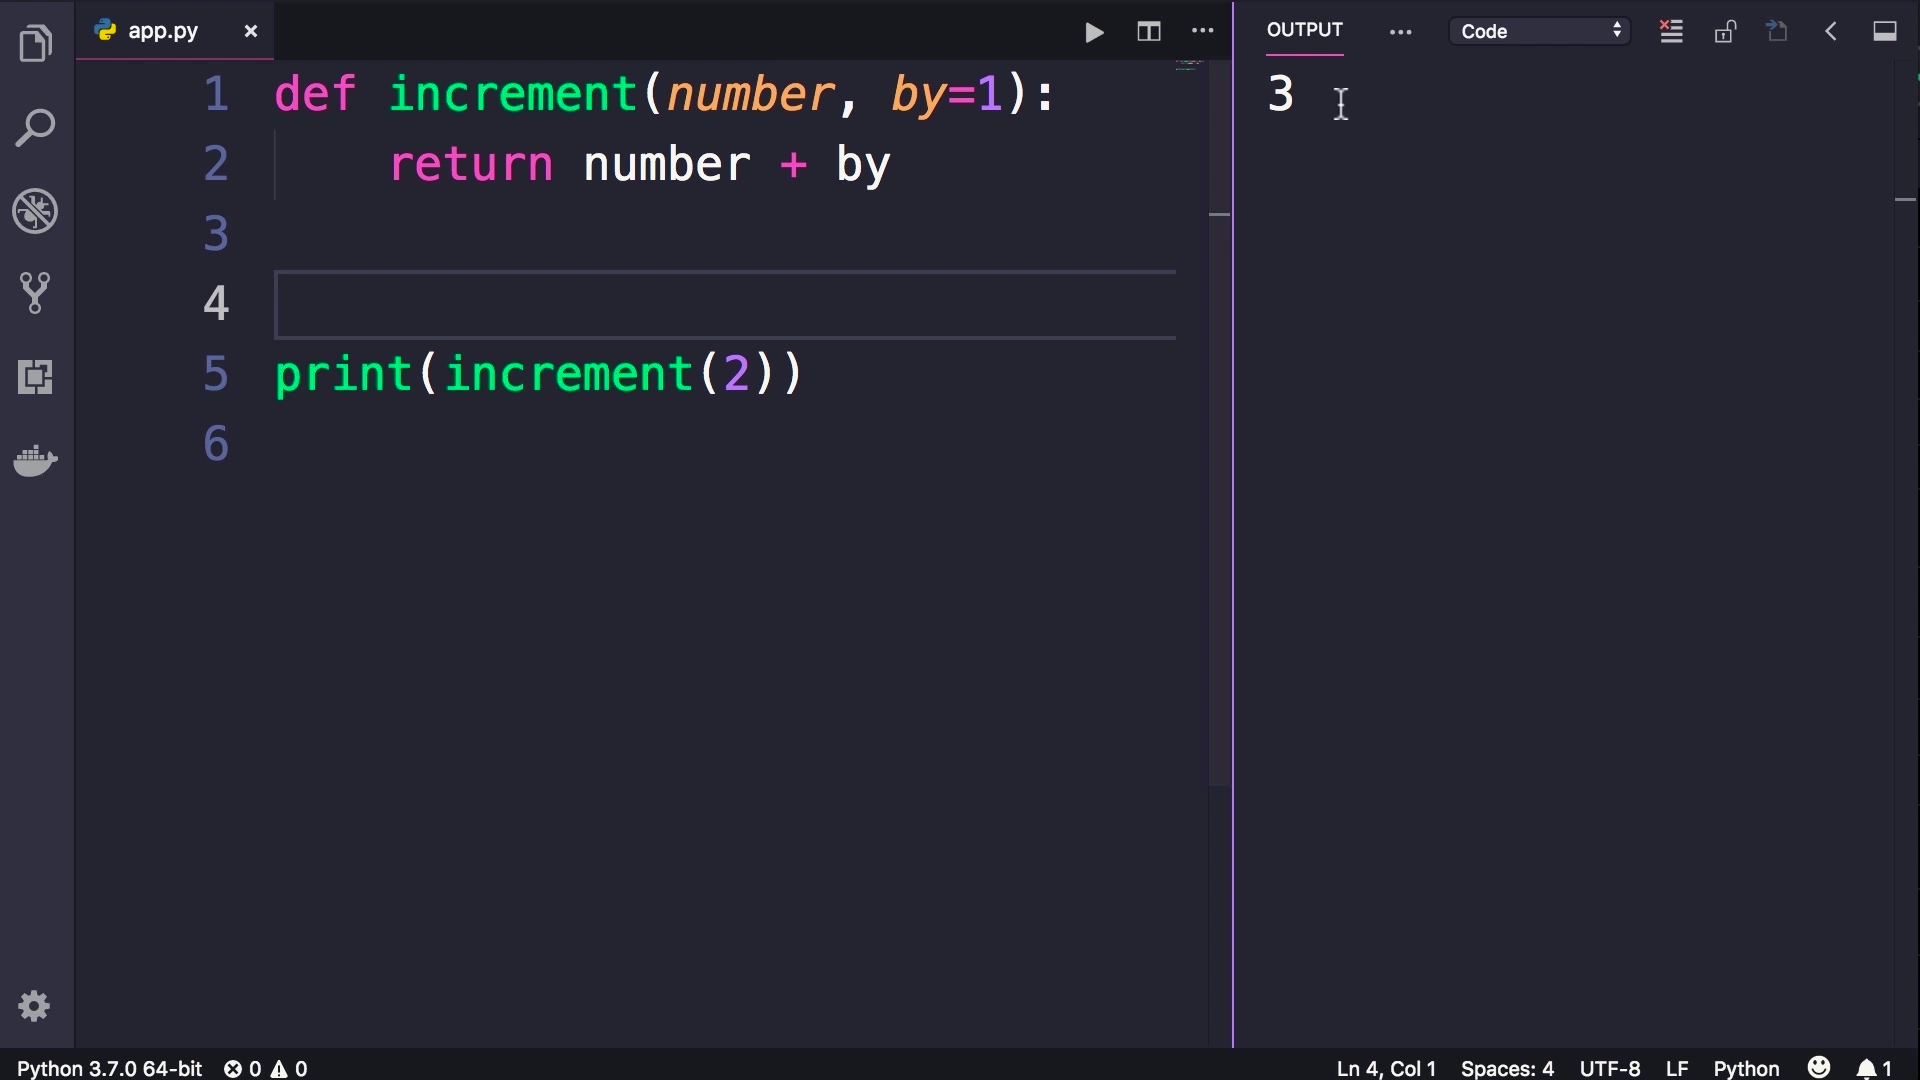 app.py ×
OUTPUT ... Code
1 def increment(number, by=1):
2 return number + by
3
4
5 print(increment(2))
6
3
Python 3.7.0 64-bit 0 0
Ln 4, Col 1 Spaces: 4 UTF-8 LF Python 1